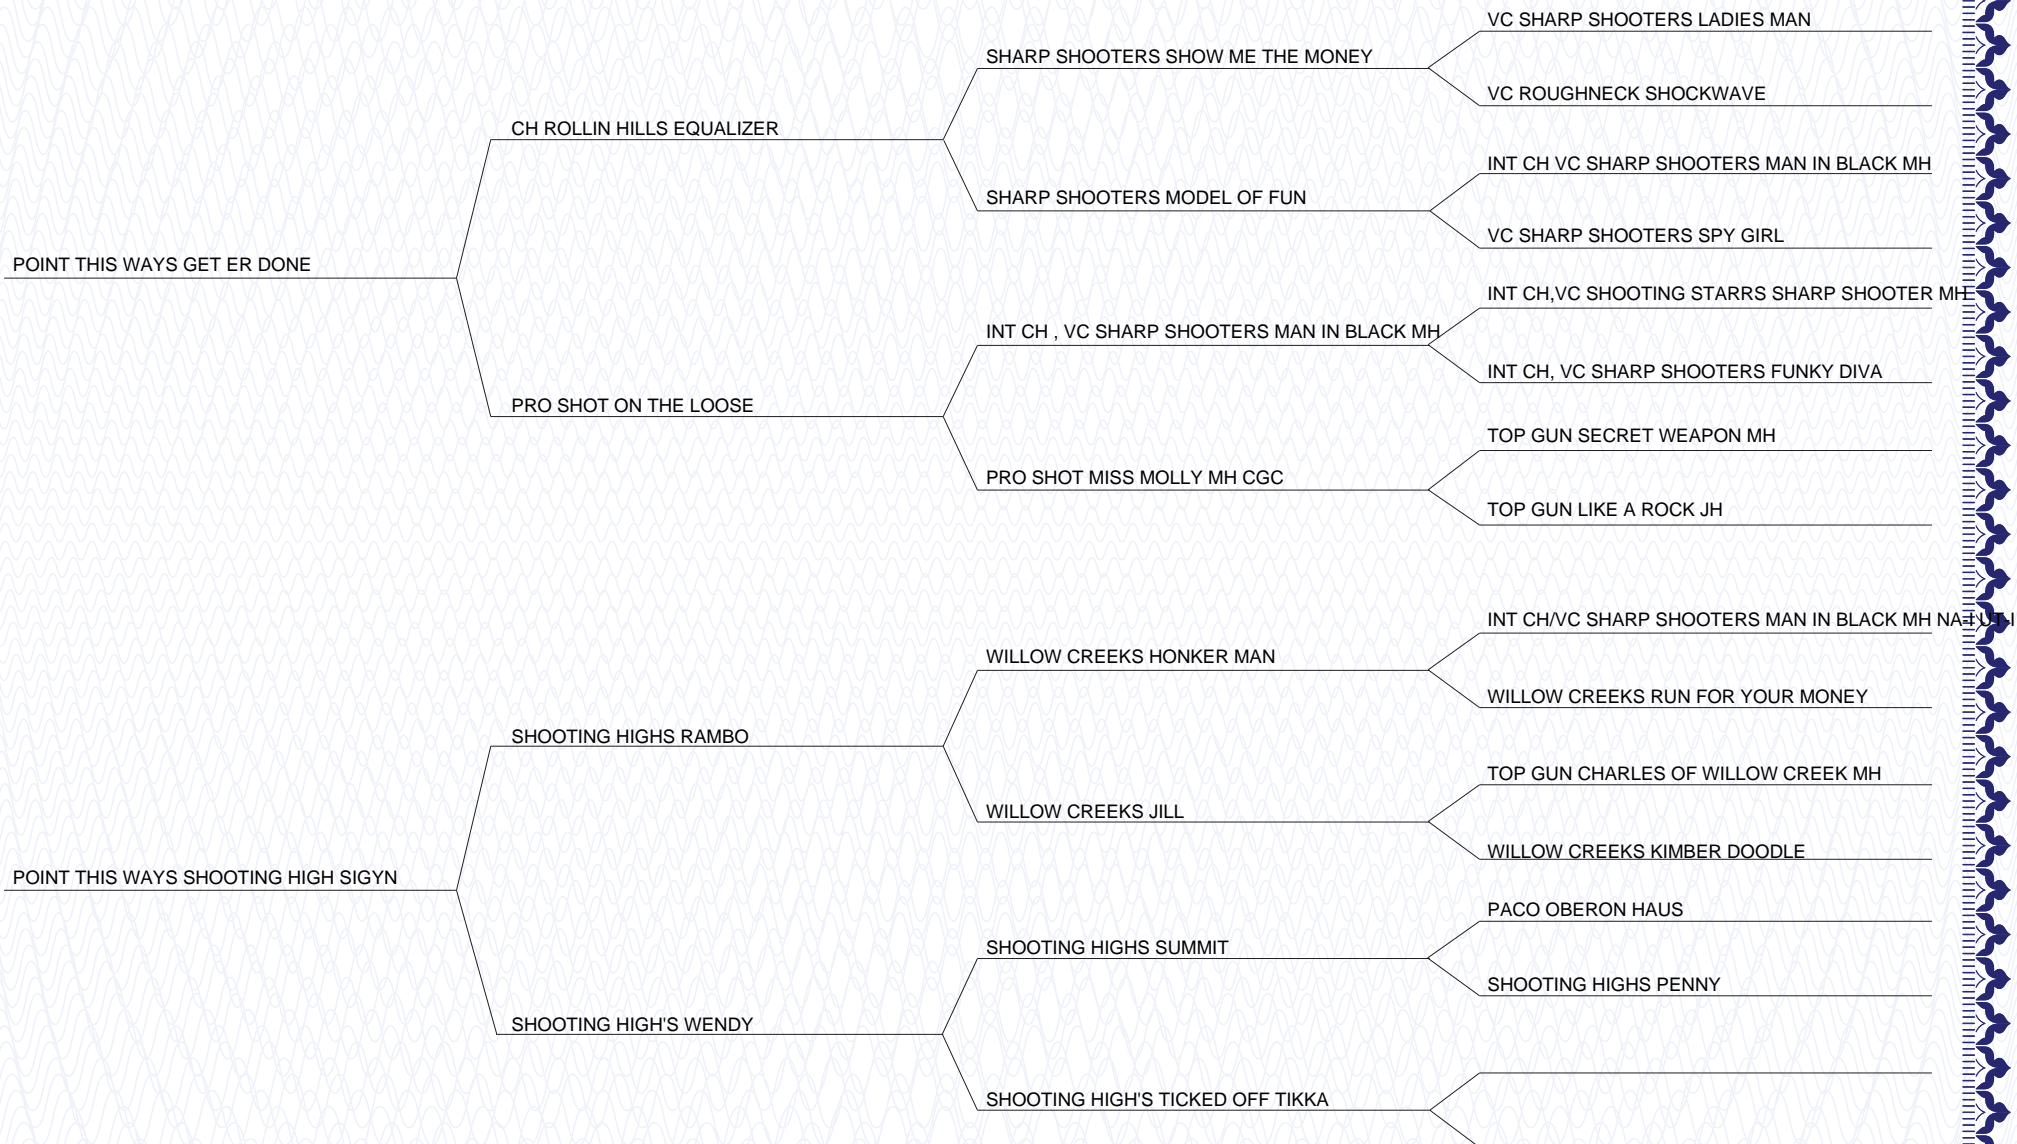 VC SHARP SHOOTERS LADIES MAN
SHARP SHOOTERS SHOW ME THE MONEY
VC ROUGHNECK SHOCKWAVE
CH ROLLIN HILLS EQUALIZER
INT CH VC SHARP SHOOTERS MAN IN BLACK MH
SHARP SHOOTERS MODEL OF FUN
VC SHARP SHOOTERS SPY GIRL
POINT THIS WAYS GET ER DONE
INT CH,VC SHOOTING STARRS SHARP SHOOTER MH
INT CH , VC SHARP SHOOTERS MAN IN BLACK MH
INT CH, VC SHARP SHOOTERS FUNKY DIVA
PRO SHOT ON THE LOOSE
TOP GUN SECRET WEAPON MH
PRO SHOT MISS MOLLY MH CGC
TOP GUN LIKE A ROCK JH
INT CH/VC SHARP SHOOTERS MAN IN BLACK MH NA-I UT-I
WILLOW CREEKS HONKER MAN
WILLOW CREEKS RUN FOR YOUR MONEY
SHOOTING HIGHS RAMBO
TOP GUN CHARLES OF WILLOW CREEK MH
WILLOW CREEKS JILL
WILLOW CREEKS KIMBER DOODLE
POINT THIS WAYS SHOOTING HIGH SIGYN
PACO OBERON HAUS
SHOOTING HIGHS SUMMIT
SHOOTING HIGHS PENNY
SHOOTING HIGH'S WENDY
SHOOTING HIGH'S TICKED OFF TIKKA